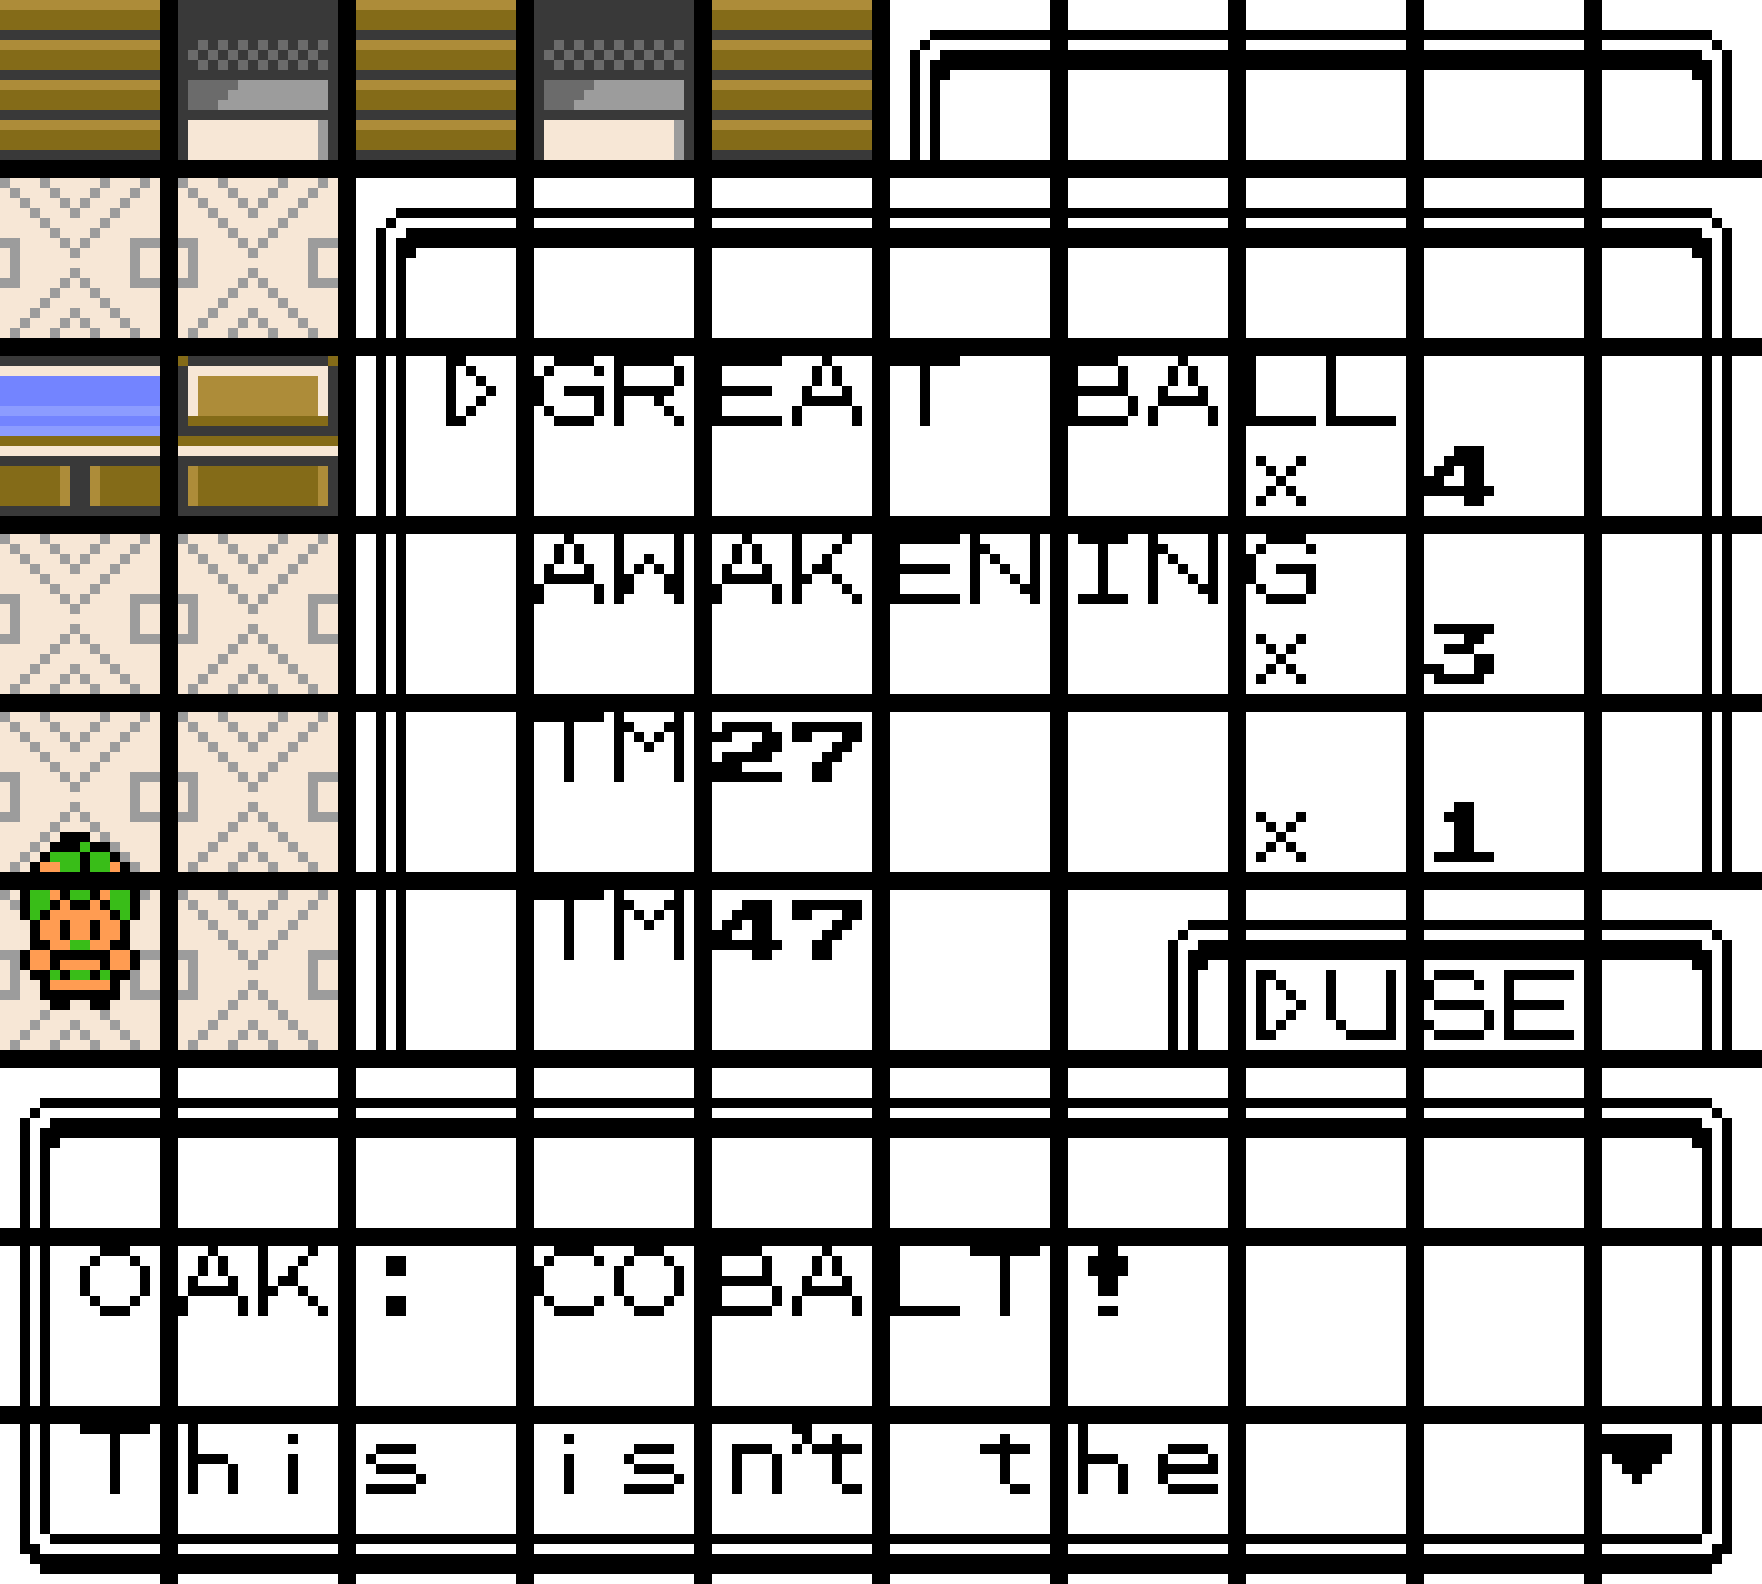 ▷GREAT BALL
× 4
AWAKENING
× 3
TM27
× 1
TM47
▷USE
OAK: COBALT!
This isn't the ▼